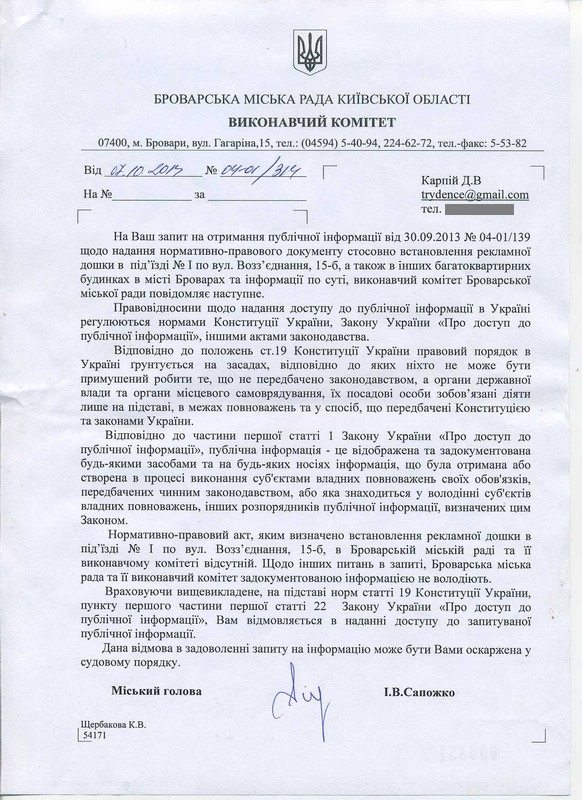 БРОВАРСЬКА МІСЬКА РАДА КИЇВСЬКОЇ ОБЛАСТІ
ВИКОНАВЧИЙ КОМІТЕТ
07400, м. Бровари, вул. Гагаріна,15, тел.: (04594) 5-40-94, 224-62-72, тел.-факс: 5-53-82
Від 07.10.2013 № 04-01/314
На №____________ за ______________
Карпій Д.В
trydence@gmail.com
тел.
На Ваш запит на отримання публічної інформації від 30.09.2013 № 04-01/139
щодо надання нормативно-правового документу стосовно встановлення рекламної
дошки в під’їзді № І по вул. Возз’єднання, 15-б, а також в інших багатоквартирних
будинках в місті Броварах та інформації по суті, виконавчий комітет Броварської
міської ради повідомляє наступне.
Правовідносини щодо надання доступу до публічної інформації в Україні
регулюються нормами Конституції України, Закону України «Про доступ до
публічної інформації», іншими актами законодавства.
Відповідно до положень ст.19 Конституції України правовий порядок в
Україні ґрунтується на засадах, відповідно до яких ніхто не може бути
примушений робити те, що не передбачено законодавством, а органи державної
влади та органи місцевого самоврядування, їх посадові особи зобов’язані діяти
лише на підставі, в межах повноважень та у спосіб, що передбачені Конституцією
та законами України.
Відповідно до частини першої статті 1 Закону України «Про доступ до
публічної інформації», публічна інформація - це відображена та задокументована
будь-якими засобами та на будь-яких носіях інформація, що була отримана або
створена в процесі виконання суб'єктами владних повноважень своїх обов'язків,
передбачених чинним законодавством, або яка знаходиться у володінні суб'єктів
владних повноважень, інших розпорядників публічної інформації, визначених цим
Законом.
Нормативно-правовий акт, яким визначено встановлення рекламної дошки в
під’їзді № І по вул. Возз’єднання, 15-б, в Броварській міській раді та її
виконавчому комітеті відсутній. Щодо інших питань в запиті, Броварська міська
рада та її виконавчий комітет задокументованою інформацією не володіють.
Враховуючи вищевикладене, на підставі норм статті 19 Конституції України,
пункту першого частини першої статті 22 Закону України «Про доступ до
публічної інформації», Вам відмовляється в наданні доступу до запитуваної
публічної інформації.
Дана відмова в задоволенні запиту на інформацію може бути Вами оскаржена у
судовому порядку.
Міський голова І.В.Сапожко
Щербакова К.В.
54171